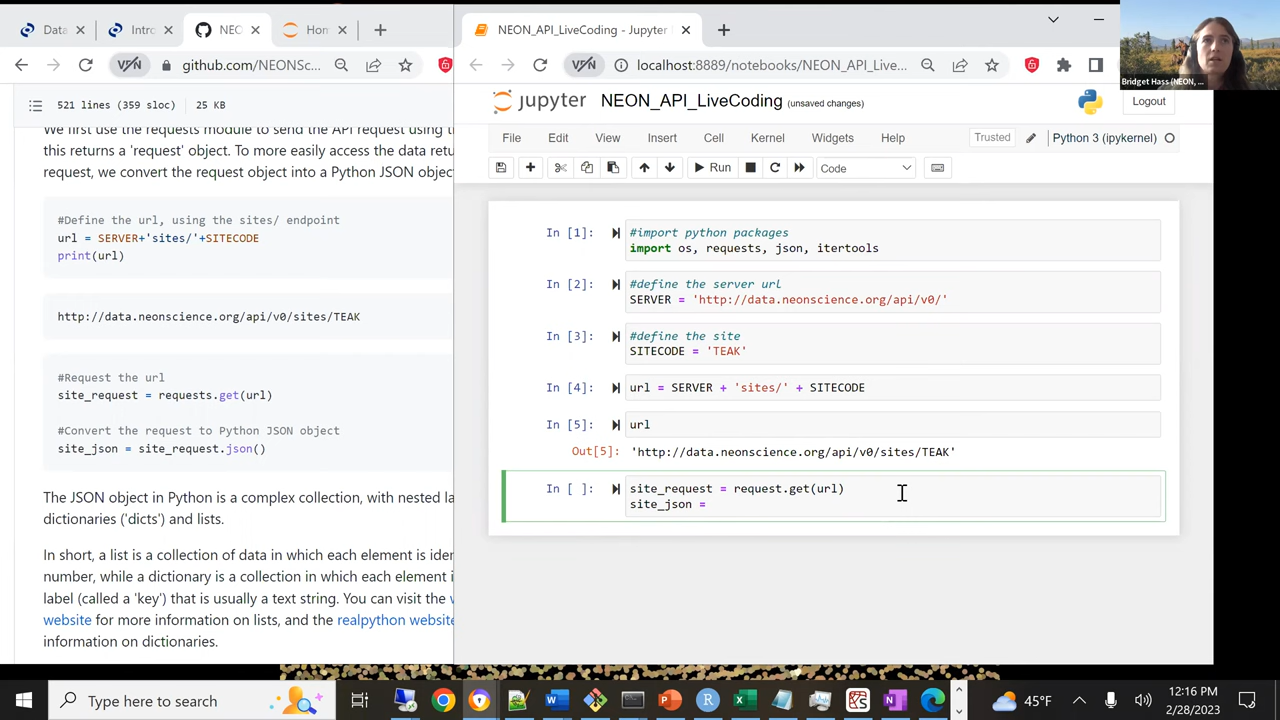 Data
Intro
NEO
Hom
NEON_API_LiveCoding - Jupyter
VPN
github.com/NEONSc...
VPN
localhost:8889/notebooks/NEON_API_Live...
Bridget Hass (NEON, ...
521 lines (359 sloc)
25 KB
We first use the requests module to send the API request using t
this returns a 'request' object. To more easily access the data retu
request, we convert the request object into a Python JSON objec
#Define the url, using the sites/ endpoint
url = SERVER+'sites/'+SITECODE
print(url)
http://data.neonscience.org/api/v0/sites/TEAK
#Request the url
site_request = requests.get(url)
#Convert the request to Python JSON object
site_json = site_request.json()
The JSON object in Python is a complex collection, with nested la
dictionaries ('dicts') and lists.
In short, a list is a collection of data in which each element is iden
number, while a dictionary is a collection in which each element i
label (called a 'key') that is usually a text string. You can visit the w
website for more information on lists, and the realpython website
information on dictionaries.
jupyter
NEON_API_LiveCoding
(unsaved changes)
Logout
File
Edit
View
Insert
Cell
Kernel
Widgets
Help
Trusted
Python 3 (ipykernel)
Run
Code
In [1]:
#import python packages
import os, requests, json, itertools
In [2]:
#define the server url
SERVER = 'http://data.neonscience.org/api/v0/'
In [3]:
#define the site
SITECODE = 'TEAK'
In [4]:
url = SERVER + 'sites/' + SITECODE
In [5]:
url
Out[5]:
'http://data.neonscience.org/api/v0/sites/TEAK'
In [ ]:
site_request = request.get(url)
site_json =
Type here to search
45°F
12:16 PM
2/28/2023